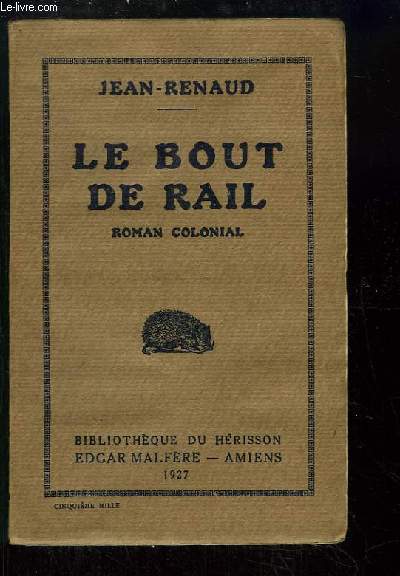 Le-livre.com
JEAN-RENAUD
LE BOUT
DE RAIL
ROMAN COLONIAL
BIBLIOTHÈQUE DU HÉRISSON
EDGAR MALFÈRE — AMIENS
1927
CINQUIÈME MILLE